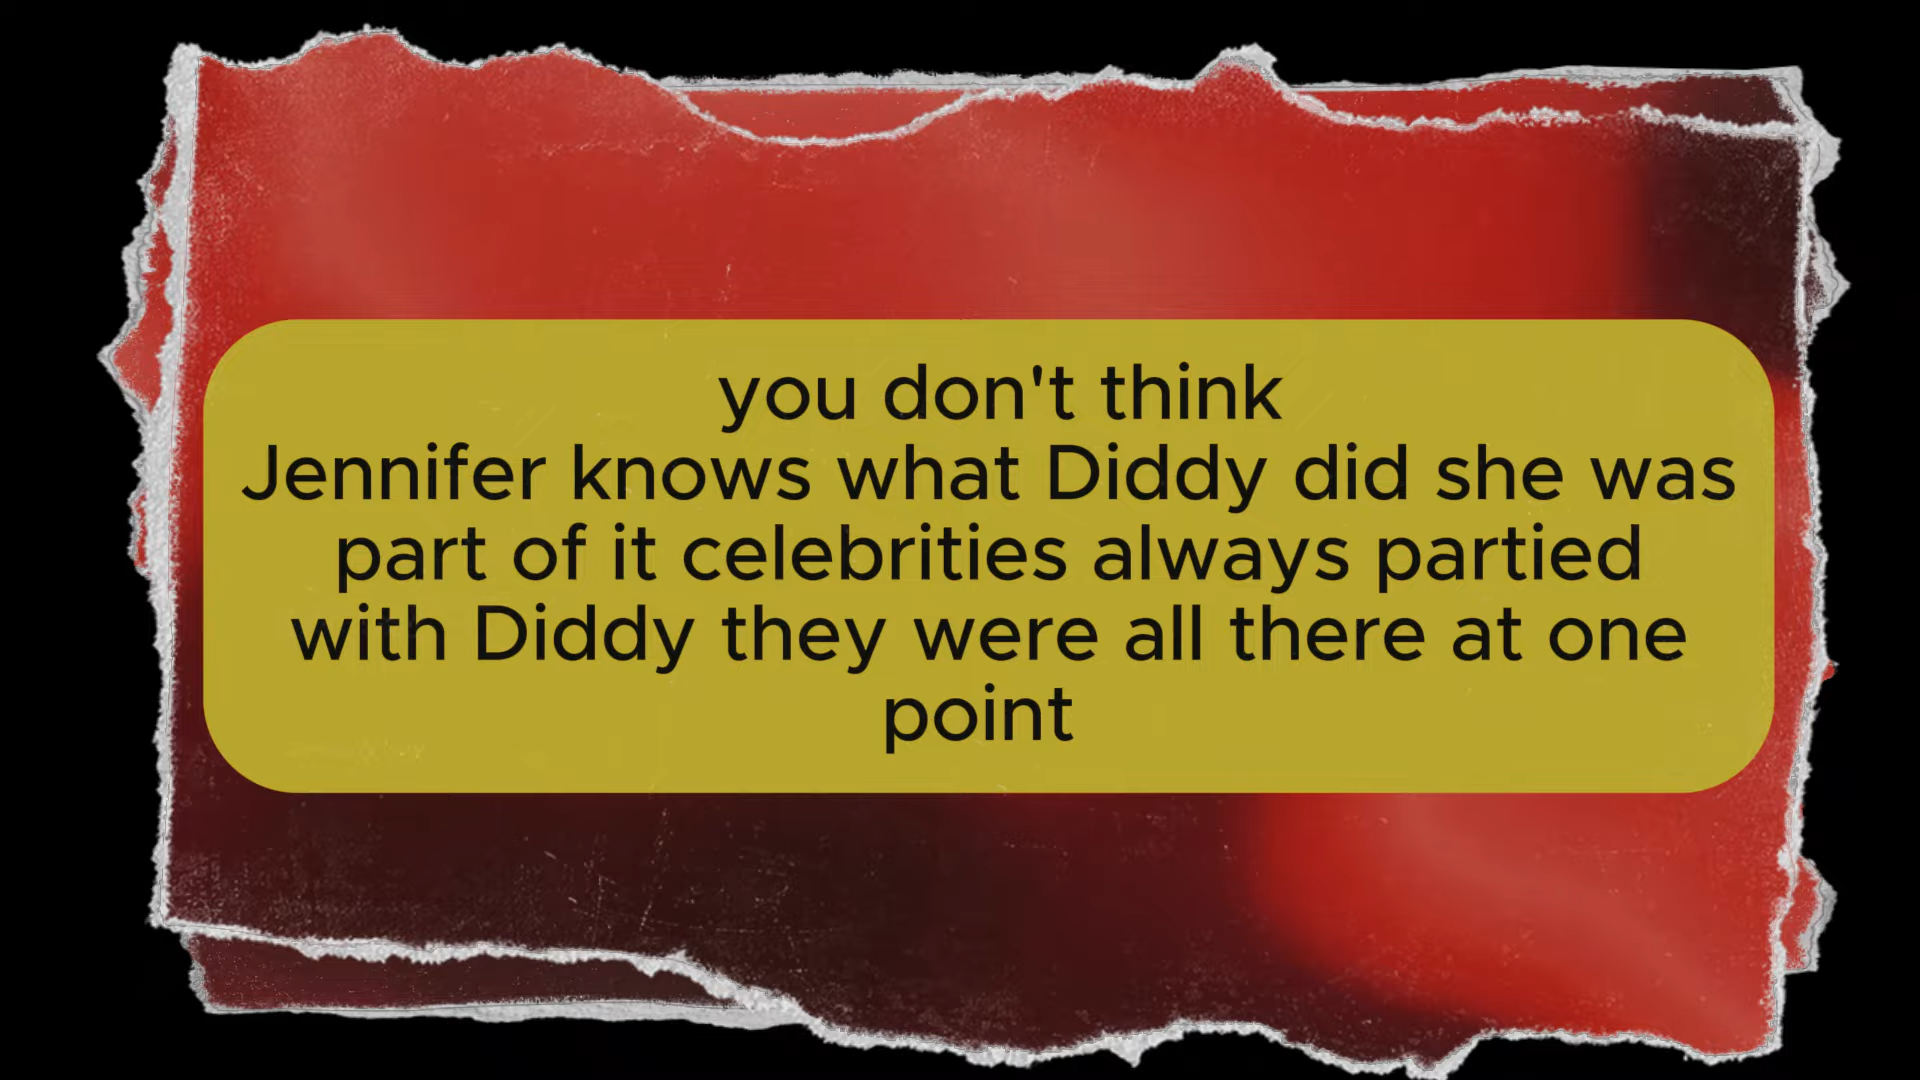 you don't think
Jennifer knows what Diddy did she was
part of it celebrities always partied
with Diddy they were all there at one
point